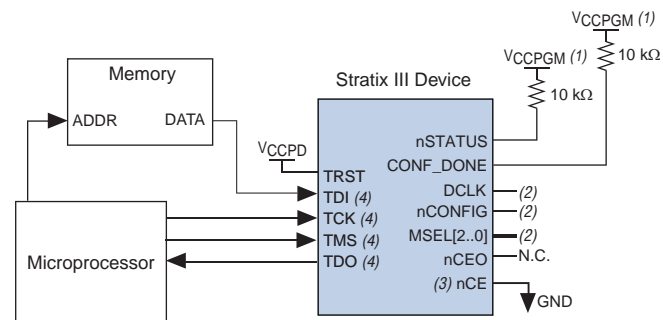 VCCPGM (1)
10 kΩ
VCCPGM (1)
10 kΩ
Memory
ADDR DATA
Stratix III Device
nSTATUS
CONF_DONE
VCCPD
TRST
TDI (4)
TCK (4)
TMS (4)
TDO (4)
DCLK (2)
nCONFIG (2)
MSEL[2..0] (2)
nCEO N.C.
(3) nCE
GND
Microprocessor